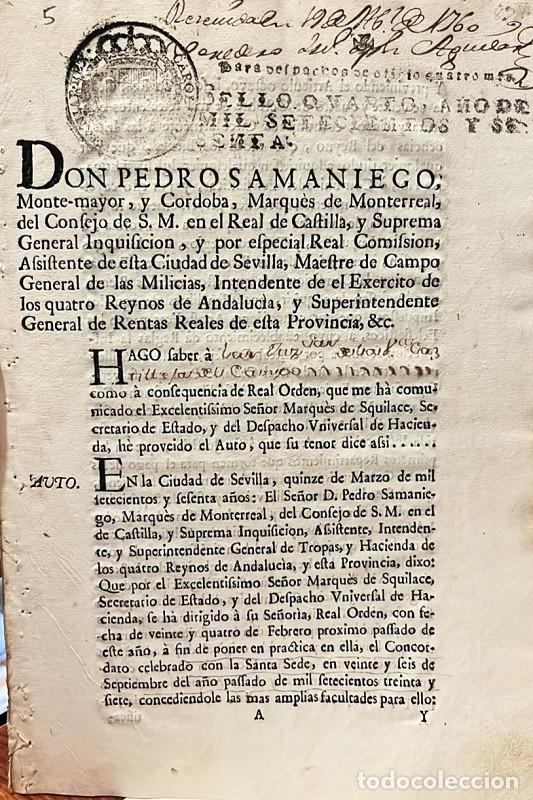 5
Para despachos de oficio quatro mrs.
SELLO QVARTO, AÑO DE
MIL SETECIENTOS Y SE-
SENTA.
DON PEDRO SAMANIEGO,
Monte-mayor, y Cordoba, Marquès de Monterreal,
del Consejo de S. M. en el Real de Castilla, y Suprema
General Inquisicion, y por especial Real Comission,
Assistente de esta Ciudad de Sevilla, Maestre de Campo
General de las Milicias, Intendente de el Exercito de
los quatro Reynos de Andalucia, y Superintendente
General de Rentas Reales de esta Provincia, &c.
HAGO saber à
como à consequencia de Real Orden, que me hà comu-
nicado el Excelentissimo Señor Marquès de Squilace, Se-
cretario de Estado, y del Despacho Vniversal de Hacien-
da, hè proveido el Auto, que su tenor dice assi.....
AUTO. EN la Ciudad de Sevilla, quinze de Marzo de mil
setecientos y sesenta años: El Señor D. Pedro Samanie-
go, Marquès de Monterreal, del Consejo de S. M. en el
de Castilla, y Suprema Inquisicion, Assistente, Intenden-
te, y Superintendente General de Tropas, y Hacienda de
los quatro Reynos de Andalucia, y esta Provincia, dixo:
Que por el Excelentissimo Señor Marquès de Squilace,
Secretario de Estado, y del Despacho Vniversal de Ha-
cienda, se hà dirigido à su Señoria, Real Orden, con fe-
cha de veinte y quatro de Febrero proximo passado de
este año, à fin de poner en practica en ella, el Concor-
dato celebrado con la Santa Sede, en veinte y seis de
Septiembre del año passado de mil setecientos treinta y
siete, concediendole las mas amplias facultades para ello:
A Y
todocoleccion